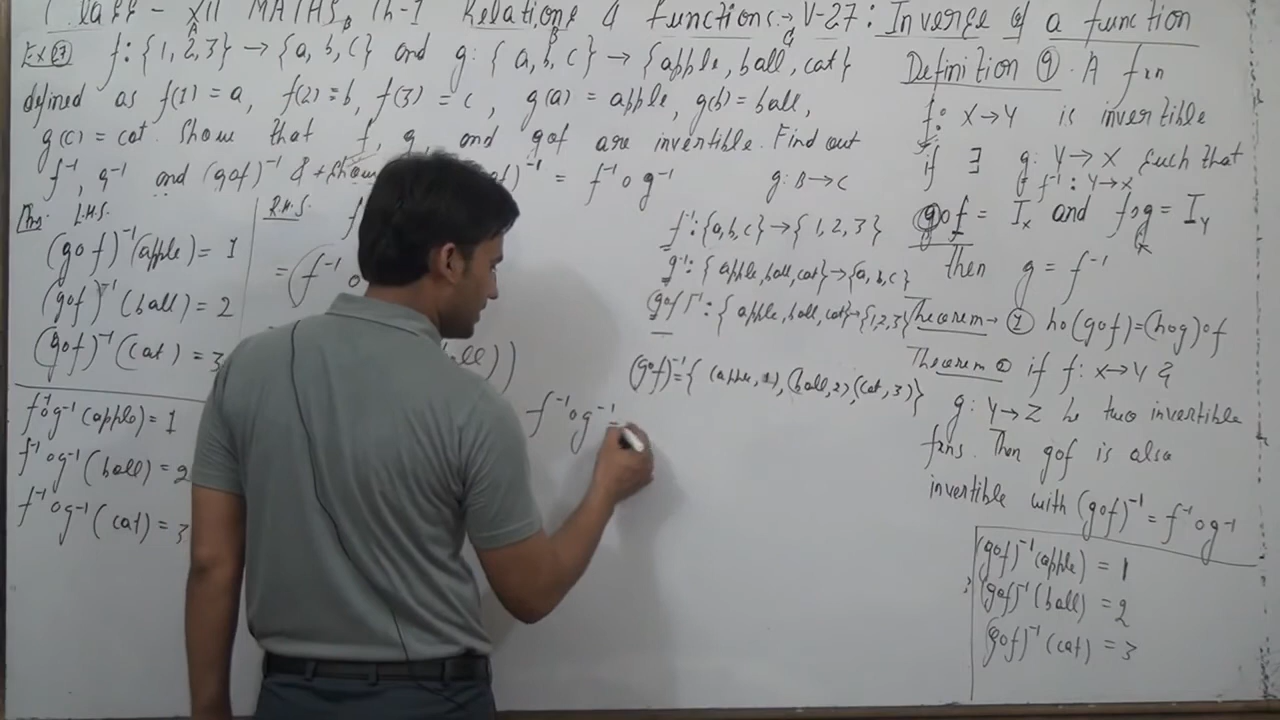 Class - XII MATHS, Ch-1 Relations & functions → V-27: Inverse of a function
Ex 27 f: {1, 2, 3} → {a, b, c} and g: {a, b, c} → {apple, ball, cat}
A B C
defined as f(1) = a, f(2) = b, f(3) = c, g(a) = apple, g(b) = ball,
g(c) = cat. Show that f, g, and gof are invertible. Find out
f⁻¹, g⁻¹ and (gof)⁻¹ & show = f⁻¹og⁻¹
g: B→C
Ans: L.H.S.
(gof)⁻¹(apple) = 1
(gof)⁻¹(ball) = 2
(gof)⁻¹(cat) = 3
f⁻¹og⁻¹(apple) = 1
f⁻¹og⁻¹(ball) = 2
f⁻¹og⁻¹(cat) = 3
R.H.S. f
= (f⁻¹o
))
f⁻¹og⁻¹ =
f⁻¹: {a, b, c} → {1, 2, 3}
g⁻¹: {apple, ball, cat} → {a, b, c}
(gof)⁻¹: {apple, ball, cat} → {1, 2, 3}
(gof)⁻¹ = {(apple, 1), (ball, 2), (cat, 3)}
Definition 9. A fxn
f: X→Y is invertible
if ∃ g: Y→X such that
f⁻¹: Y→X
gof = Iₓ and fog = Iᵧ
then g = f⁻¹
Theorem → 1 ho(gof)=(hog)of
Theorem 2 if f: X→Y &
g: Y→Z be two invertible
fxns. Then gof is also
invertible with (gof)⁻¹ = f⁻¹og⁻¹
(gof)⁻¹(apple) = 1
(gof)⁻¹(ball) = 2
(gof)⁻¹(cat) = 3